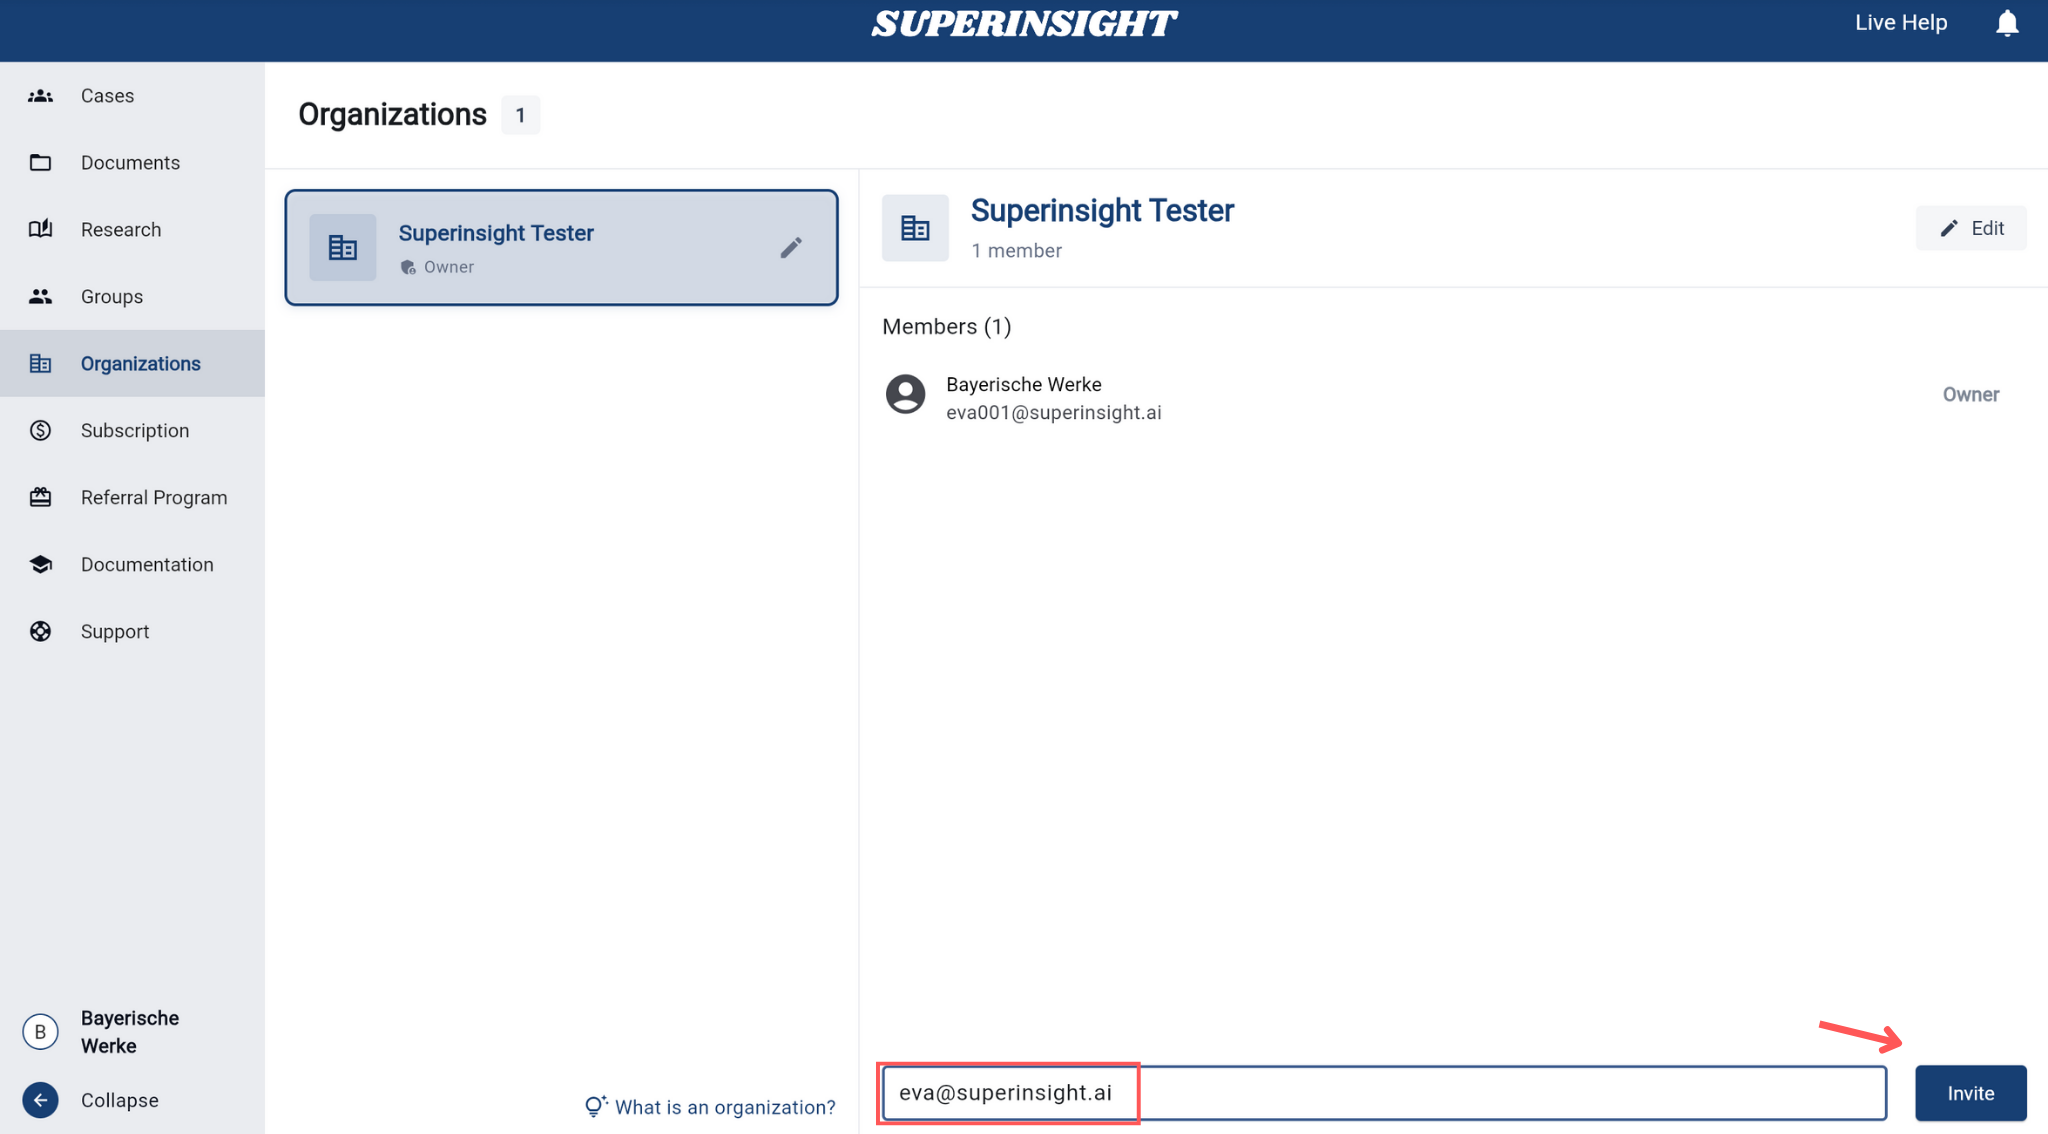 SUPERINSIGHT
Live Help
Cases
Documents
Research
Groups
Organizations
Subscription
Referral Program
Documentation
Support
Bayerische
Werke
B
Collapse
Organizations 1
Superinsight Tester
Owner
What is an organization?
Superinsight Tester
1 member
Edit
Members (1)
Bayerische Werke
eva001@superinsight.ai
Owner
eva@superinsight.ai
Invite